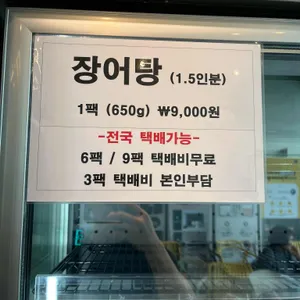 장어탕 (1.5인분)
1팩 (650g) ₩9,000원
-전국 택배가능-
6팩 / 9팩 택배비무료
3팩 택배비 본인부담